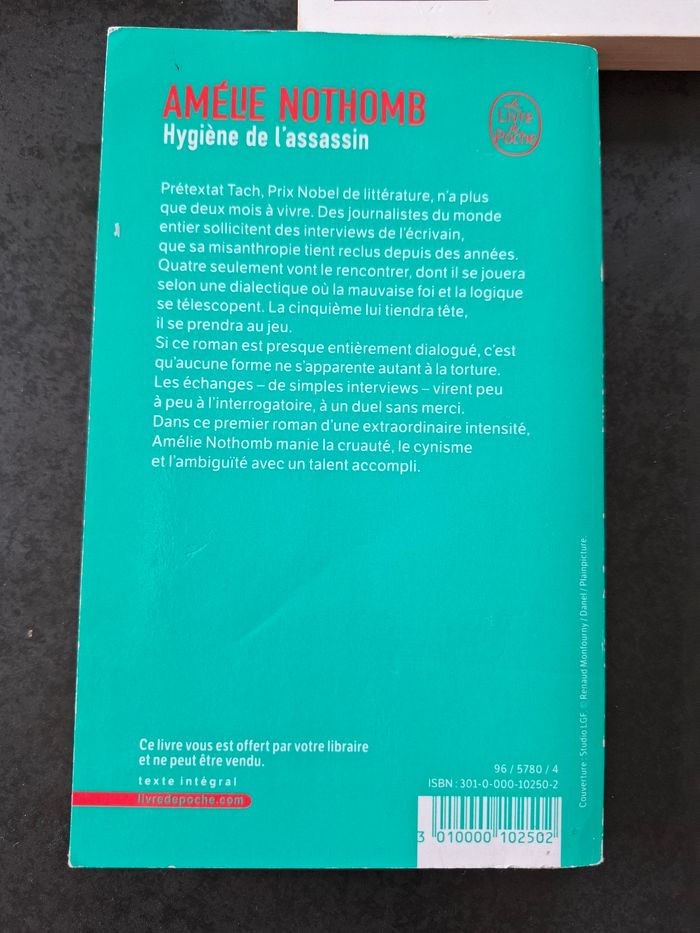 AMÉLIE NOTHOMB
Hygiène de l'assassin
Le
Livre
de
Poche
Prétextat Tach, Prix Nobel de littérature, n'a plus
que deux mois à vivre. Des journalistes du monde
entier sollicitent des interviews de l'écrivain,
que sa misanthropie tient reclus depuis des années.
Quatre seulement vont le rencontrer, dont il se jouera
selon une dialectique où la mauvaise foi et la logique
se télescopent. La cinquième lui tiendra tête,
il se prendra au jeu.
Si ce roman est presque entièrement dialogué, c'est
qu'aucune forme ne s'apparente autant à la torture.
Les échanges – de simples interviews – virent peu
à peu à l'interrogatoire, à un duel sans merci.
Dans ce premier roman d'une extraordinaire intensité,
Amélie Nothomb manie la cruauté, le cynisme
et l'ambiguïté avec un talent accompli.
Ce livre vous est offert par votre libraire
et ne peut être vendu.
texte intégral
livredepoche.com
96 / 5780 / 4
ISBN : 301-0-000-10250-2
3 010000 102502
Couverture : Studio LGF. © Renaud Monfourny / Danel / Plainpicture.